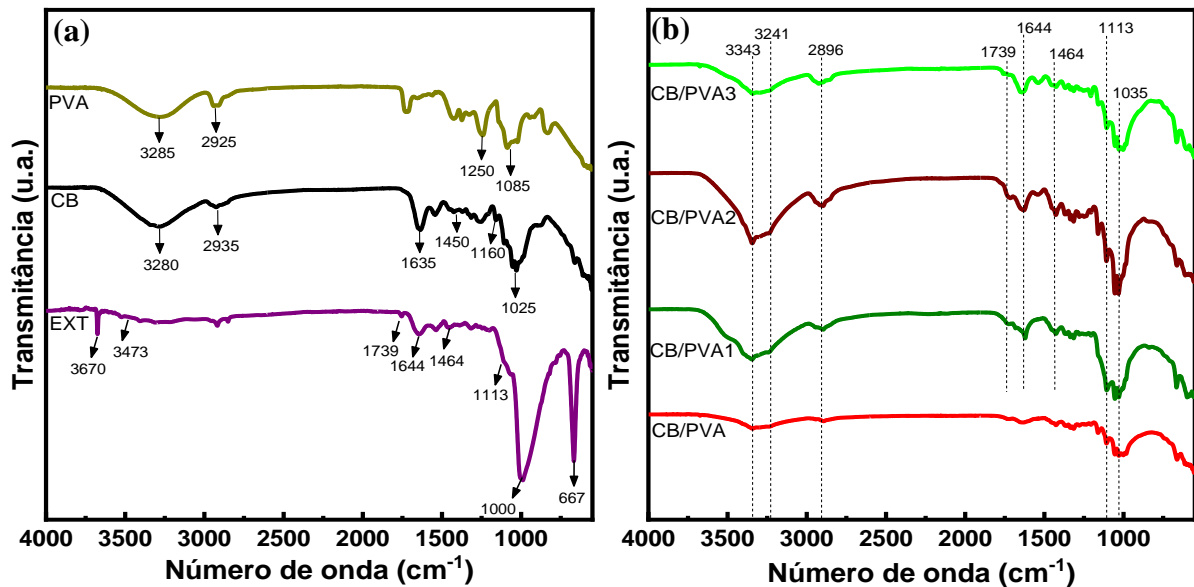 (a)
PVA
3285
2925
1250
1085
CB
3280
2935
1635
1450
1160
1025
EXT
3670
3473
1739
1644
1464
1113
1000
667
4000 3500 3000 2500 2000 1500 1000
Número de onda (cm-1)
Transmitância (u.a.)
(b)
3343
3241
2896
1739
1644
1464
1113
1035
CB/PVA3
CB/PVA2
CB/PVA1
CB/PVA
4000 3500 3000 2500 2000 1500 1000
Número de onda (cm-1)
Transmitância (u.a.)